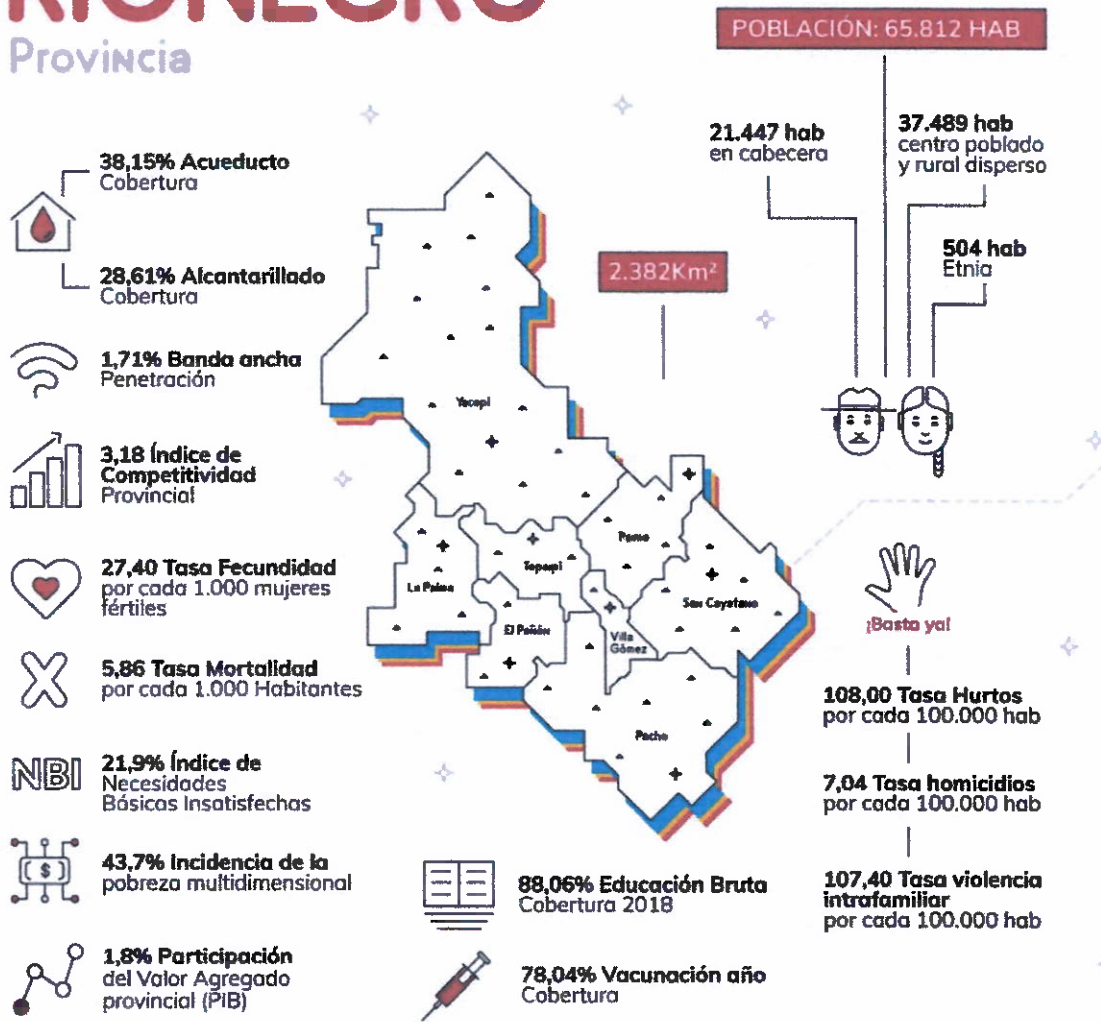 RIONEGRO
Provincia
POBLACIÓN: 65.812 HAB
21.447 hab
en cabecera
37.489 hab
centro poblado
y rural disperso
504 hab
Etnia
2.382Km²
38,15% Acueducto
Cobertura
28,61% Alcantarillado
Cobertura
1,71% Banda ancha
Penetración
3,18 Índice de
Competitividad
Provincial
27,40 Tasa Fecundidad
por cada 1.000 mujeres
fértiles
5,86 Tasa Mortalidad
por cada 1.000 Habitantes
NBI
21,9% Índice de
Necesidades
Básicas Insatisfechas
$
43,7% Incidencia de la
pobreza multidimensional
1,8% Participación
del Valor Agregado
provincial (PIB)
Yacopí
Paime
Topaipí
La Palma
San Cayetano
El Peñón
Villa
Gómez
Pacho
88,06% Educación Bruta
Cobertura 2018
78,04% Vacunación año
Cobertura
¡Basta ya!
108,00 Tasa Hurtos
por cada 100.000 hab
7,04 Tasa homicidios
por cada 100.000 hab
107,40 Tasa violencia
intrafamiliar
por cada 100.000 hab